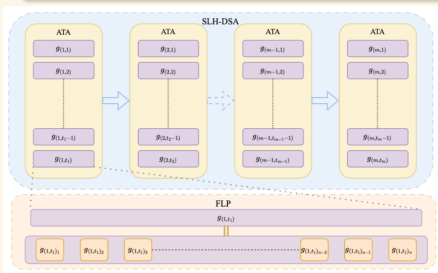 SLH-DSA
ATA ATA ATA ATA
g(1,1) g(2,1) g(m−1,1) g(m,1)
g(1,2) g(2,2) g(m−1,2) g(m,2)
g(1,t₁−1) g(2,t₂−1) g(m−1,tₘ₋₁−1) g(m,tₘ−1)
g(1,t₁) g(2,t₂) g(m−1,tₘ₋₁) g(m,tₘ)
FLP
g(1,t₁)
g(1,t₁)₁ g(1,t₁)₂ g(1,t₁)₃ g(1,t₁)ₙ₋₂ g(1,t₁)ₙ₋₁ g(1,t₁)ₙ